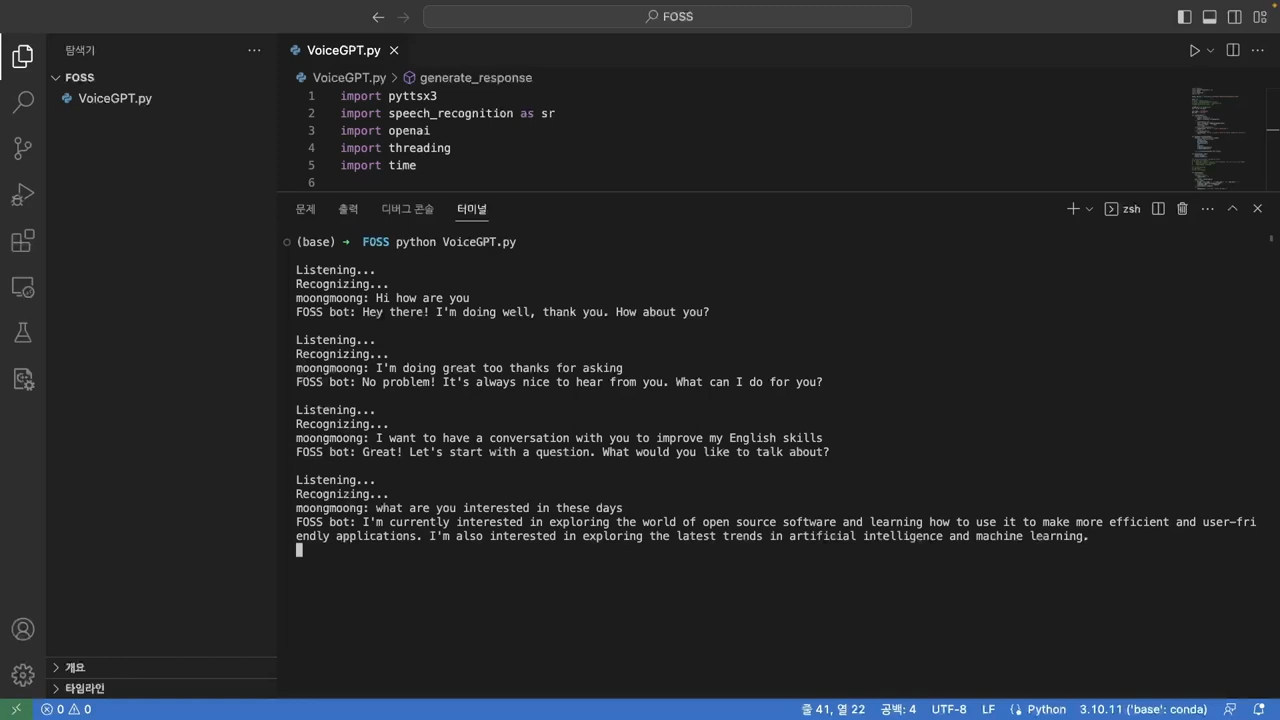 FOSS
탐색기
VoiceGPT.py
FOSS
VoiceGPT.py
VoiceGPT.py > generate_response
1 import pyttsx3
2 import speech_recognition as sr
3 import openai
4 import threading
5 import time
6
문제 출력 디버그 콘솔 터미널
zsh
(base) → FOSS python VoiceGPT.py
Listening...
Recognizing...
moongmoong: Hi how are you
FOSS bot: Hey there! I'm doing well, thank you. How about you?
Listening...
Recognizing...
moongmoong: I'm doing great too thanks for asking
FOSS bot: No problem! It's always nice to hear from you. What can I do for you?
Listening...
Recognizing...
moongmoong: I want to have a conversation with you to improve my English skills
FOSS bot: Great! Let's start with a question. What would you like to talk about?
Listening...
Recognizing...
moongmoong: what are you interested in these days
FOSS bot: I'm currently interested in exploring the world of open source software and learning how to use it to make more efficient and user-fri
endly applications. I'm also interested in exploring the latest trends in artificial intelligence and machine learning.
개요
타임라인
0 0 줄 41, 열 22 공백: 4 UTF-8 LF Python 3.10.11 ('base': conda)